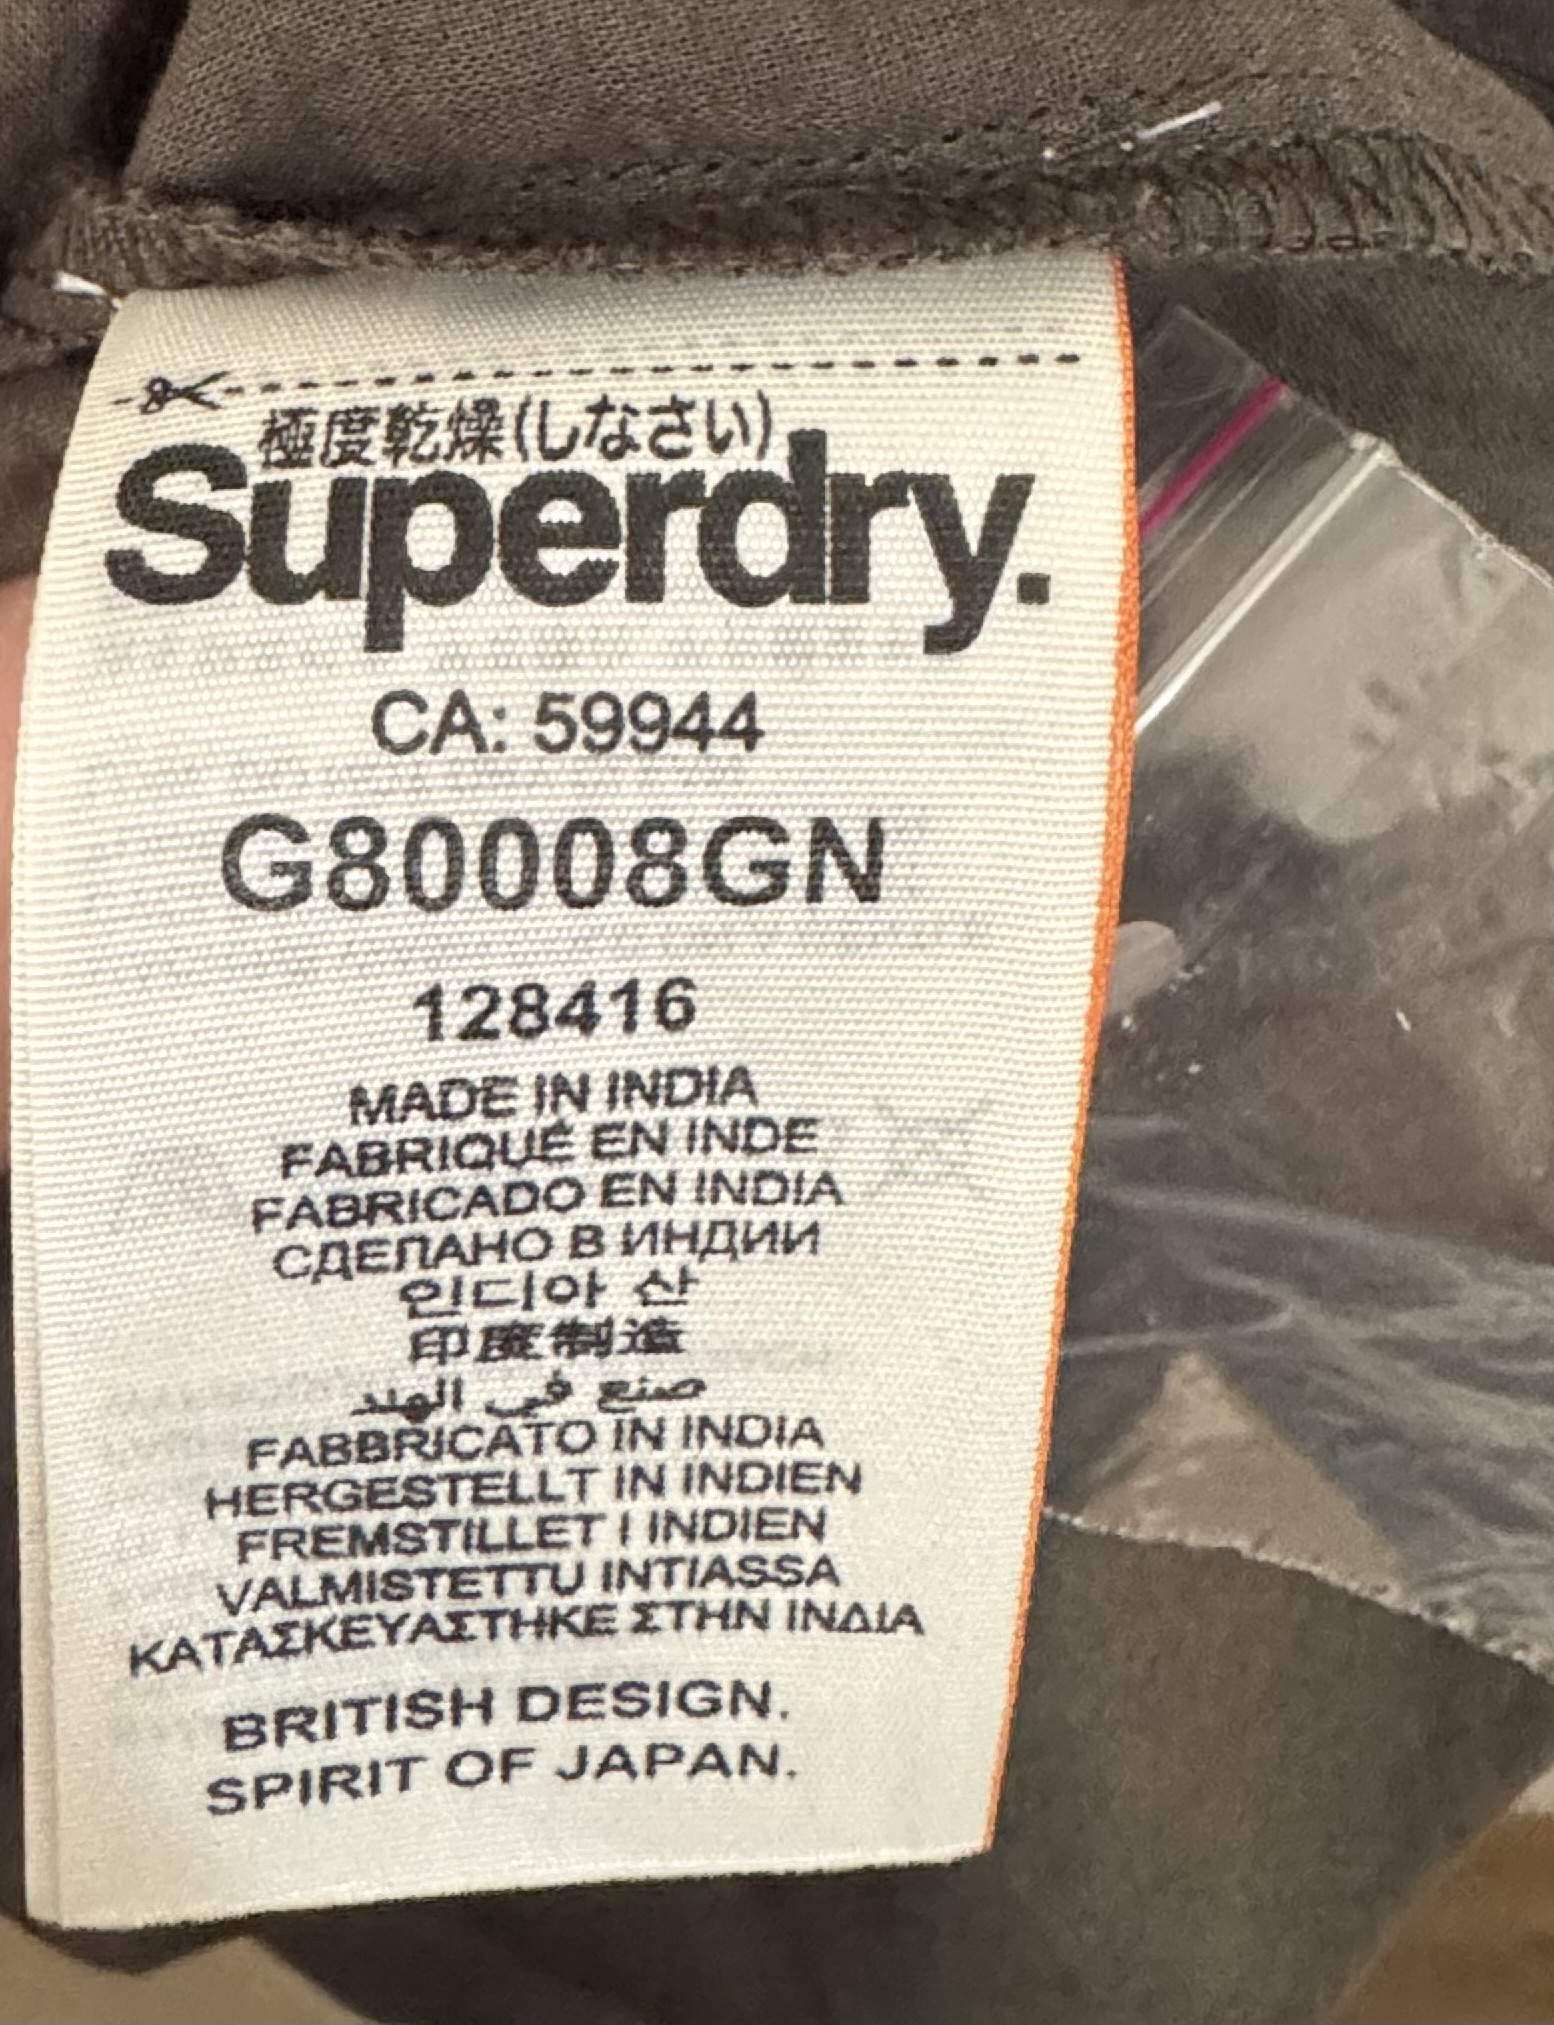 極度乾燥(しなさい)
Superdry.
CA: 59944
G80008GN
128416
MADE IN INDIA
FABRIQUÉ EN INDE
FABRICADO EN INDIA
СДЕЛАНО В ИНДИИ
인디아 산
印度制造
صنع في الهند
FABBRICATO IN INDIA
HERGESTELLT IN INDIEN
FREMSTILLET I INDIEN
VALMISTETTU INTIASSA
ΚΑΤΑΣΚΕΥΑΣΤΗΚΕ ΣΤΗΝ ΙΝΔΙΑ
BRITISH DESIGN.
SPIRIT OF JAPAN.